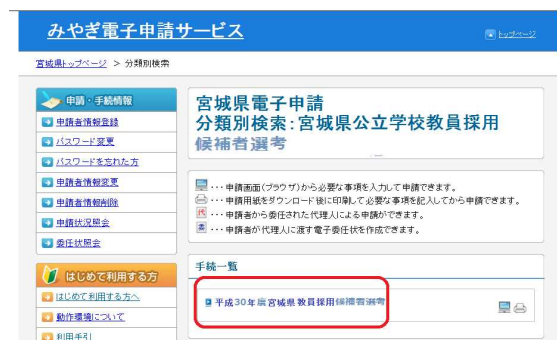 みやぎ電子申請サービス
トップページ
宮城県トップページ > 分類別検索
申請・手続情報
申請者情報登録
パスワード変更
パスワードを忘れた方
申請者情報変更
申請者情報削除
申請状況照会
委任状照会
はじめて利用する方
はじめて利用する方へ
動作環境について
利用手引
宮城県電子申請
分類別検索:宮城県公立学校教員採用
候補者選考
・・・申請画面(ブラウザ)から必要な事項を入力して申請できます。
・・・申請用紙をダウンロード後に印刷して必要な事項を記入してから申請できます。
代 ・・・申請者から委任された代理人による申請ができます。
委 ・・・申請者が代理人に渡す電子委任状を作成できます。
手続一覧
平成30年度宮城県教員採用候補者選考